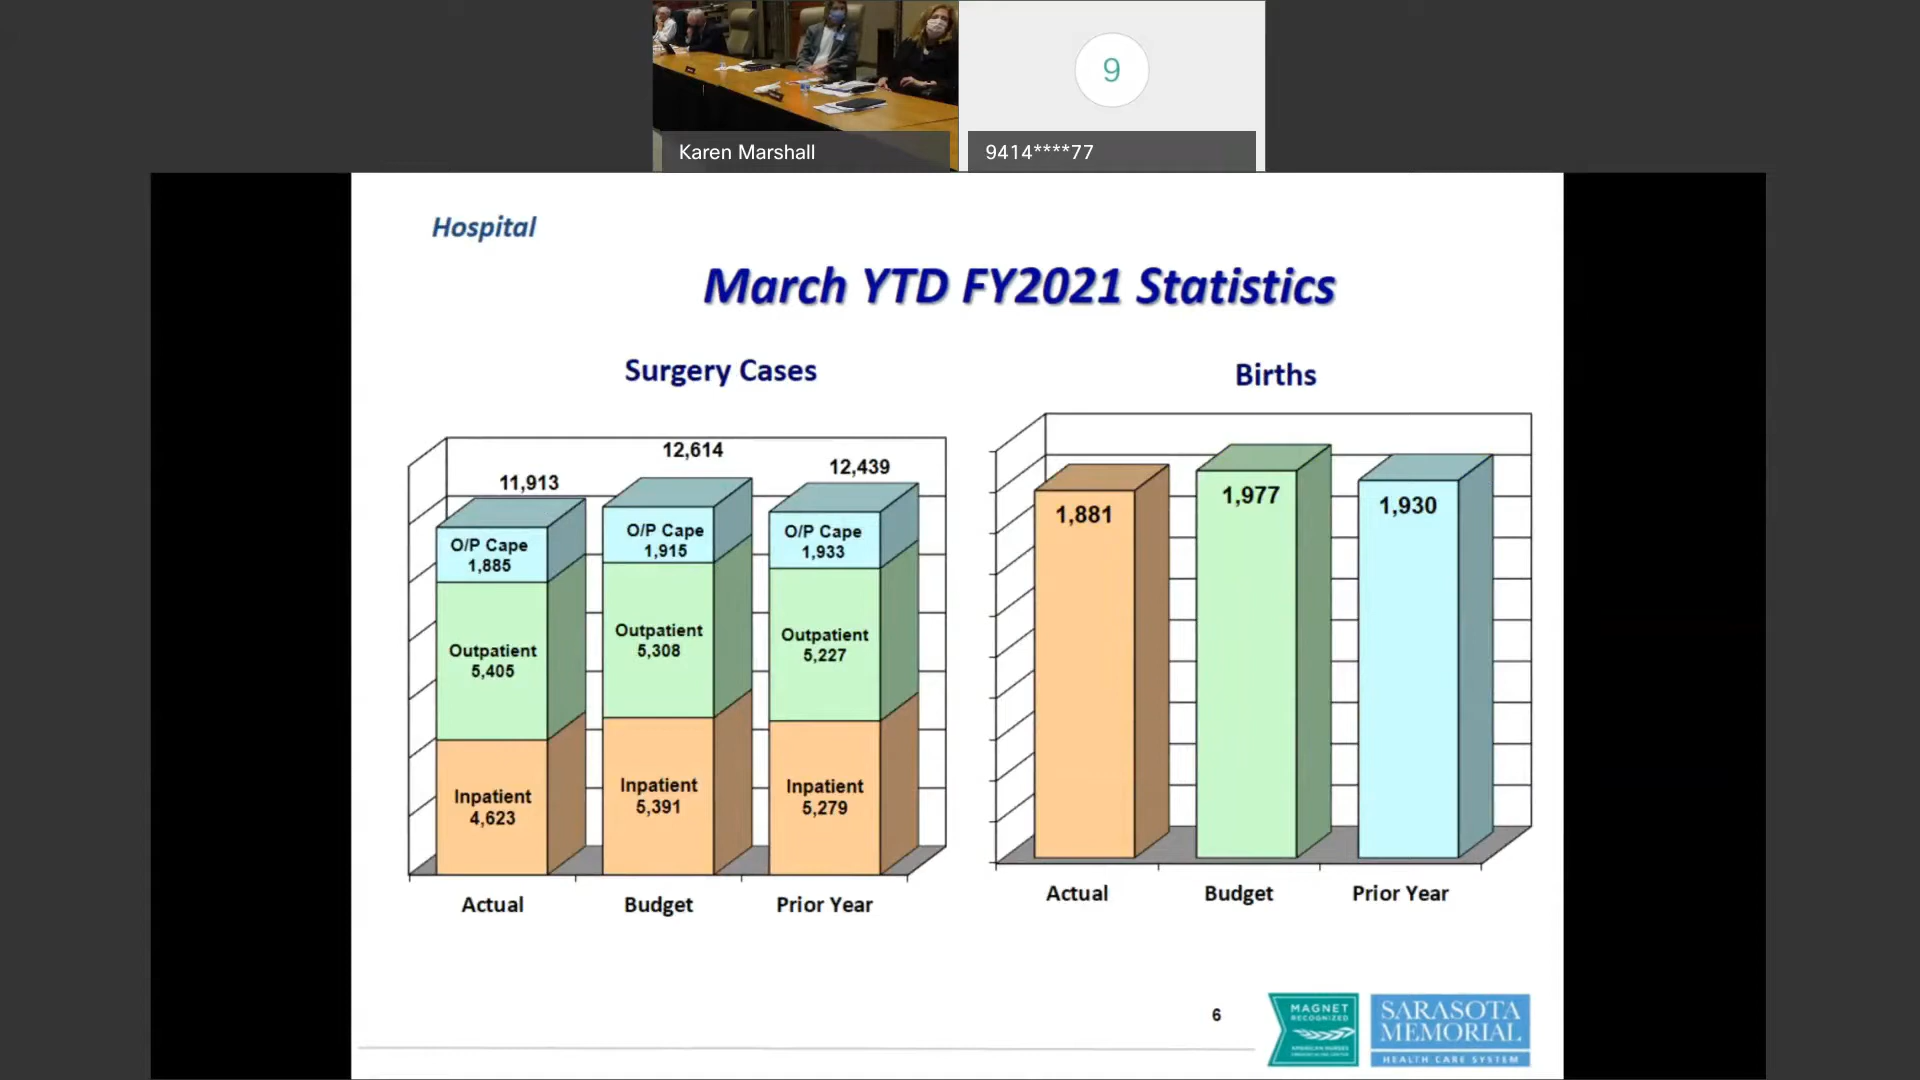 9
Karen Marshall
9414****77
Hospital
March YTD FY2021 Statistics
Surgery Cases
11,913
12,614
12,439
O/P Cape
1,885
O/P Cape
1,915
O/P Cape
1,933
Outpatient
5,405
Outpatient
5,308
Outpatient
5,227
Inpatient
4,623
Inpatient
5,391
Inpatient
5,279
Actual
Budget
Prior Year
Births
1,881
1,977
1,930
Actual
Budget
Prior Year
6
MAGNET
RECOGNIZED
AMERICAN NURSES
CREDENTIALING CENTER
SARASOTA
MEMORIAL
HEALTH CARE SYSTEM